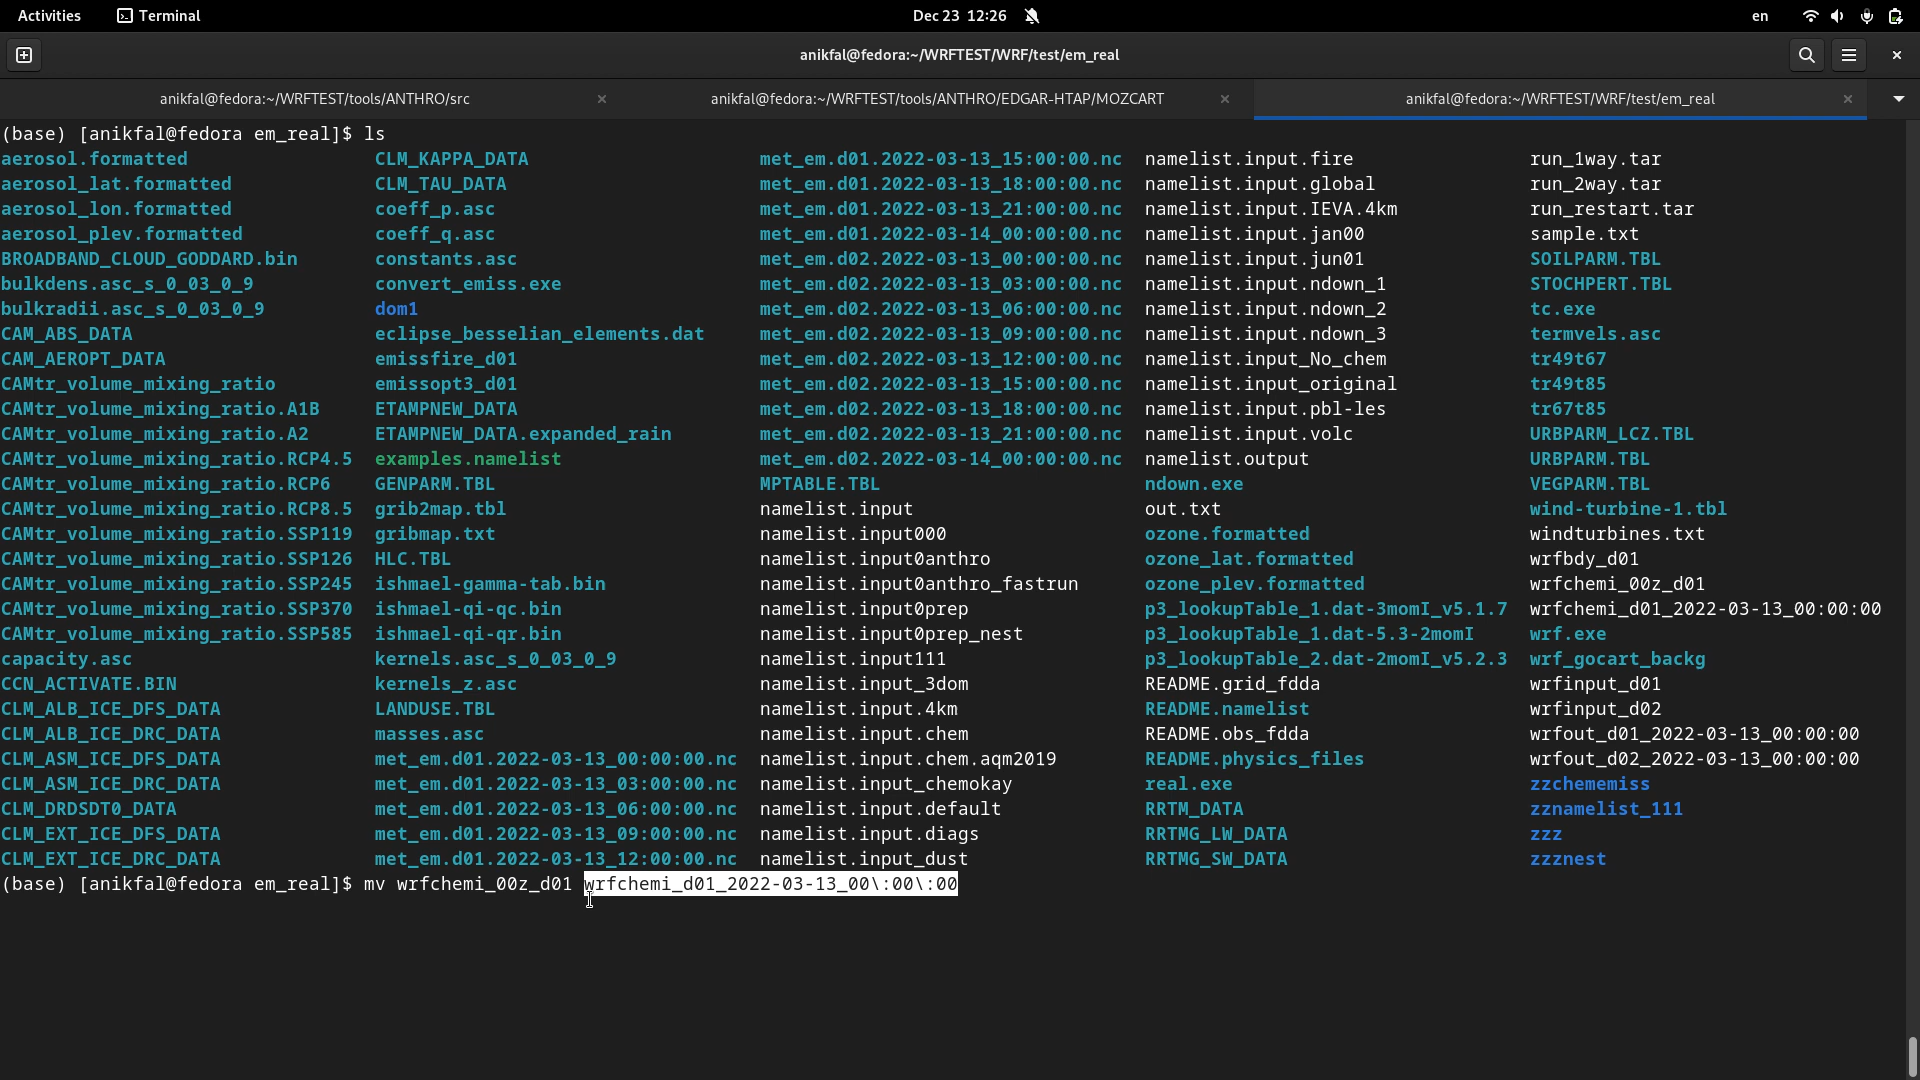 Activities Terminal Dec 23 12:26 en
anikfal@fedora:~/WRFTEST/WRF/test/em_real
anikfal@fedora:~/WRFTEST/tools/ANTHRO/src anikfal@fedora:~/WRFTEST/tools/ANTHRO/EDGAR-HTAP/MOZCART anikfal@fedora:~/WRFTEST/WRF/test/em_real
(base) [anikfal@fedora em_real]$ ls
aerosol.formatted CLM_KAPPA_DATA met_em.d01.2022-03-13_15:00:00.nc namelist.input.fire run_1way.tar
aerosol_lat.formatted CLM_TAU_DATA met_em.d01.2022-03-13_18:00:00.nc namelist.input.global run_2way.tar
aerosol_lon.formatted coeff_p.asc met_em.d01.2022-03-13_21:00:00.nc namelist.input.IEVA.4km run_restart.tar
aerosol_plev.formatted coeff_q.asc met_em.d01.2022-03-14_00:00:00.nc namelist.input.jan00 sample.txt
BROADBAND_CLOUD_GODDARD.bin constants.asc met_em.d02.2022-03-13_00:00:00.nc namelist.input.jun01 SOILPARM.TBL
bulkdens.asc_s_0_03_0_9 convert_emiss.exe met_em.d02.2022-03-13_03:00:00.nc namelist.input.ndown_1 STOCHPERT.TBL
bulkradii.asc_s_0_03_0_9 dom1 met_em.d02.2022-03-13_06:00:00.nc namelist.input.ndown_2 tc.exe
CAM_ABS_DATA eclipse_besselian_elements.dat met_em.d02.2022-03-13_09:00:00.nc namelist.input.ndown_3 termvels.asc
CAM_AEROPT_DATA emissfire_d01 met_em.d02.2022-03-13_12:00:00.nc namelist.input_No_chem tr49t67
CAMtr_volume_mixing_ratio emissopt3_d01 met_em.d02.2022-03-13_15:00:00.nc namelist.input_original tr49t85
CAMtr_volume_mixing_ratio.A1B ETAMPNEW_DATA met_em.d02.2022-03-13_18:00:00.nc namelist.input.pbl-les tr67t85
CAMtr_volume_mixing_ratio.A2 ETAMPNEW_DATA.expanded_rain met_em.d02.2022-03-13_21:00:00.nc namelist.input.volc URBPARM_LCZ.TBL
CAMtr_volume_mixing_ratio.RCP4.5 examples.namelist met_em.d02.2022-03-14_00:00:00.nc namelist.output URBPARM.TBL
CAMtr_volume_mixing_ratio.RCP6 GENPARM.TBL MPTABLE.TBL ndown.exe VEGPARM.TBL
CAMtr_volume_mixing_ratio.RCP8.5 grib2map.tbl namelist.input out.txt wind-turbine-1.tbl
CAMtr_volume_mixing_ratio.SSP119 gribmap.txt namelist.input000 ozone.formatted windturbines.txt
CAMtr_volume_mixing_ratio.SSP126 HLC.TBL namelist.input0anthro ozone_lat.formatted wrfbdy_d01
CAMtr_volume_mixing_ratio.SSP245 ishmael-gamma-tab.bin namelist.input0anthro_fastrun ozone_plev.formatted wrfchemi_00z_d01
CAMtr_volume_mixing_ratio.SSP370 ishmael-qi-qc.bin namelist.input0prep p3_lookupTable_1.dat-3momI_v5.1.7 wrfchemi_d01_2022-03-13_00:00:00
CAMtr_volume_mixing_ratio.SSP585 ishmael-qi-qr.bin namelist.input0prep_nest p3_lookupTable_1.dat-5.3-2momI wrf.exe
capacity.asc kernels.asc_s_0_03_0_9 namelist.input111 p3_lookupTable_2.dat-2momI_v5.2.3 wrf_gocart_backg
CCN_ACTIVATE.BIN kernels_z.asc namelist.input_3dom README.grid_fdda wrfinput_d01
CLM_ALB_ICE_DFS_DATA LANDUSE.TBL namelist.input.4km README.namelist wrfinput_d02
CLM_ALB_ICE_DRC_DATA masses.asc namelist.input.chem README.obs_fdda wrfout_d01_2022-03-13_00:00:00
CLM_ASM_ICE_DFS_DATA met_em.d01.2022-03-13_00:00:00.nc namelist.input.chem.aqm2019 README.physics_files wrfout_d02_2022-03-13_00:00:00
CLM_ASM_ICE_DRC_DATA met_em.d01.2022-03-13_03:00:00.nc namelist.input_chemokay real.exe zzchememiss
CLM_DRDSDT0_DATA met_em.d01.2022-03-13_06:00:00.nc namelist.input.default RRTM_DATA zznamelist_111
CLM_EXT_ICE_DFS_DATA met_em.d01.2022-03-13_09:00:00.nc namelist.input.diags RRTMG_LW_DATA zzz
CLM_EXT_ICE_DRC_DATA met_em.d01.2022-03-13_12:00:00.nc namelist.input_dust RRTMG_SW_DATA zzznest
(base) [anikfal@fedora em_real]$ mv wrfchemi_00z_d01 wrfchemi_d01_2022-03-13_00\:00\:00